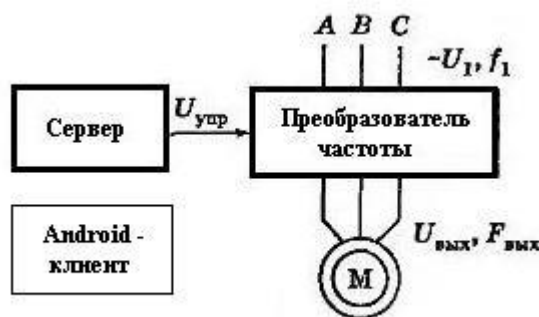 A B C
~U₁, f₁
Сервер
Uупр
Преобразователь
частоты
Android -
клиент
Uвых, Fвых
М